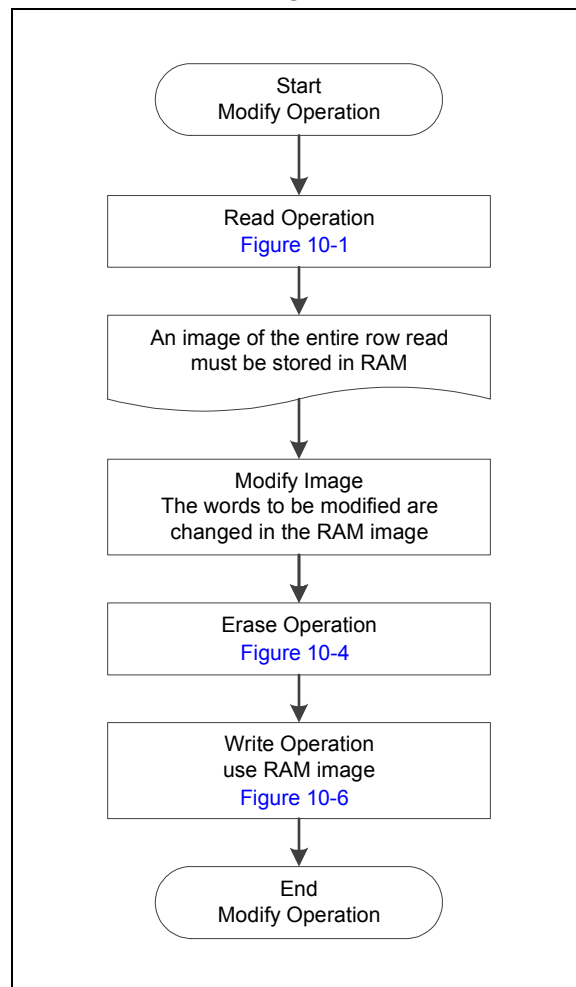 Start
Modify Operation
Read Operation
Figure 10-1
An image of the entire row read
must be stored in RAM
Modify Image
The words to be modified are
changed in the RAM image
Erase Operation
Figure 10-4
Write Operation
use RAM image
Figure 10-6
End
Modify Operation